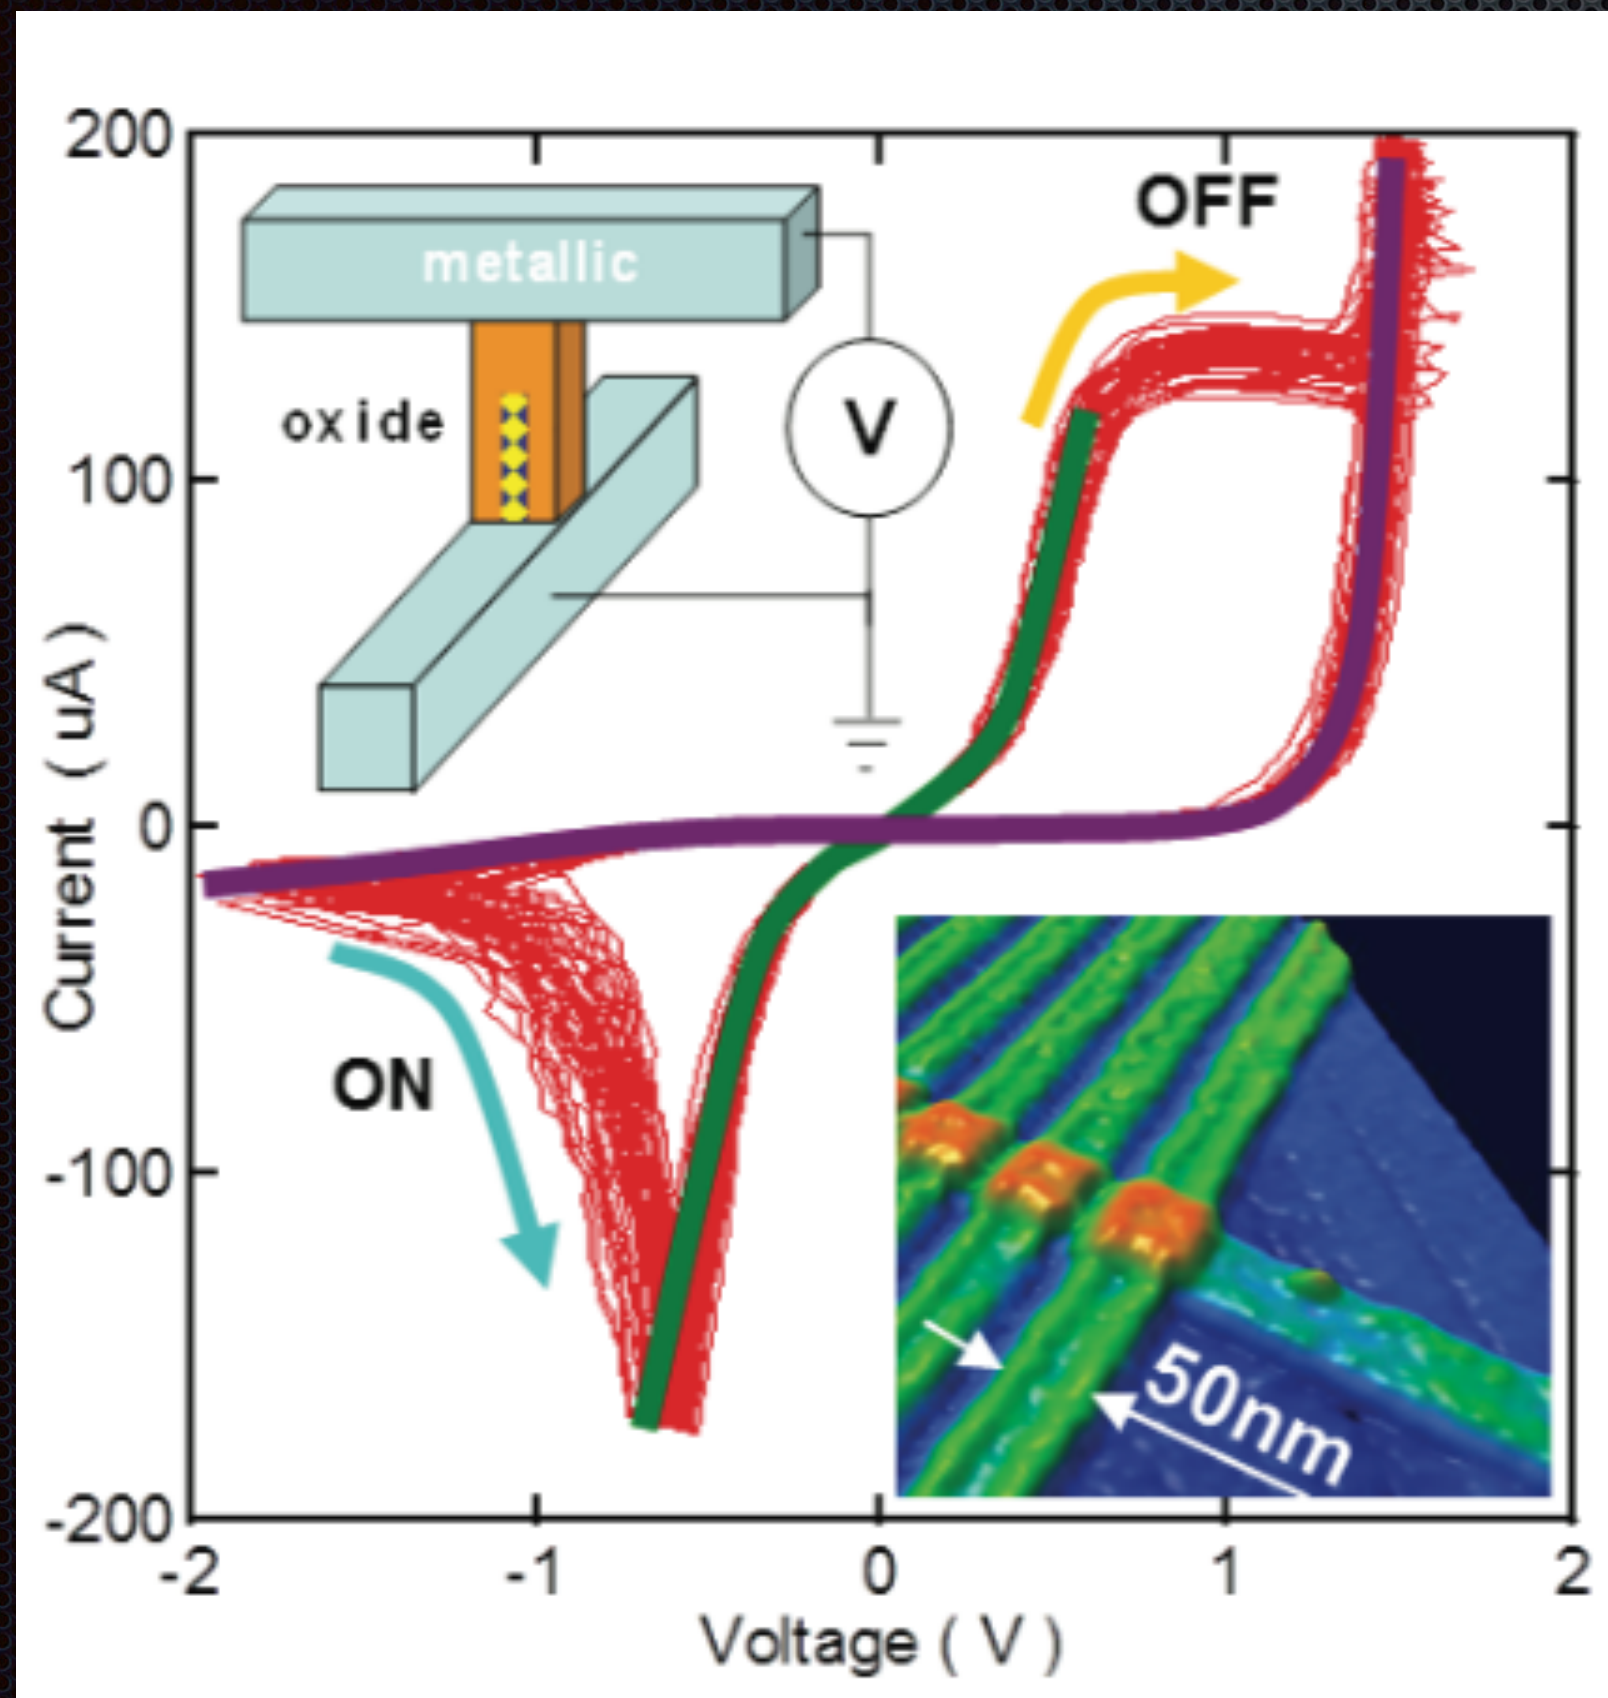 200
100
0
-100
-200
Current ( uA )
metallic
oxide
V
OFF
ON
50nm
-2
-1
0
1
2
Voltage ( V )